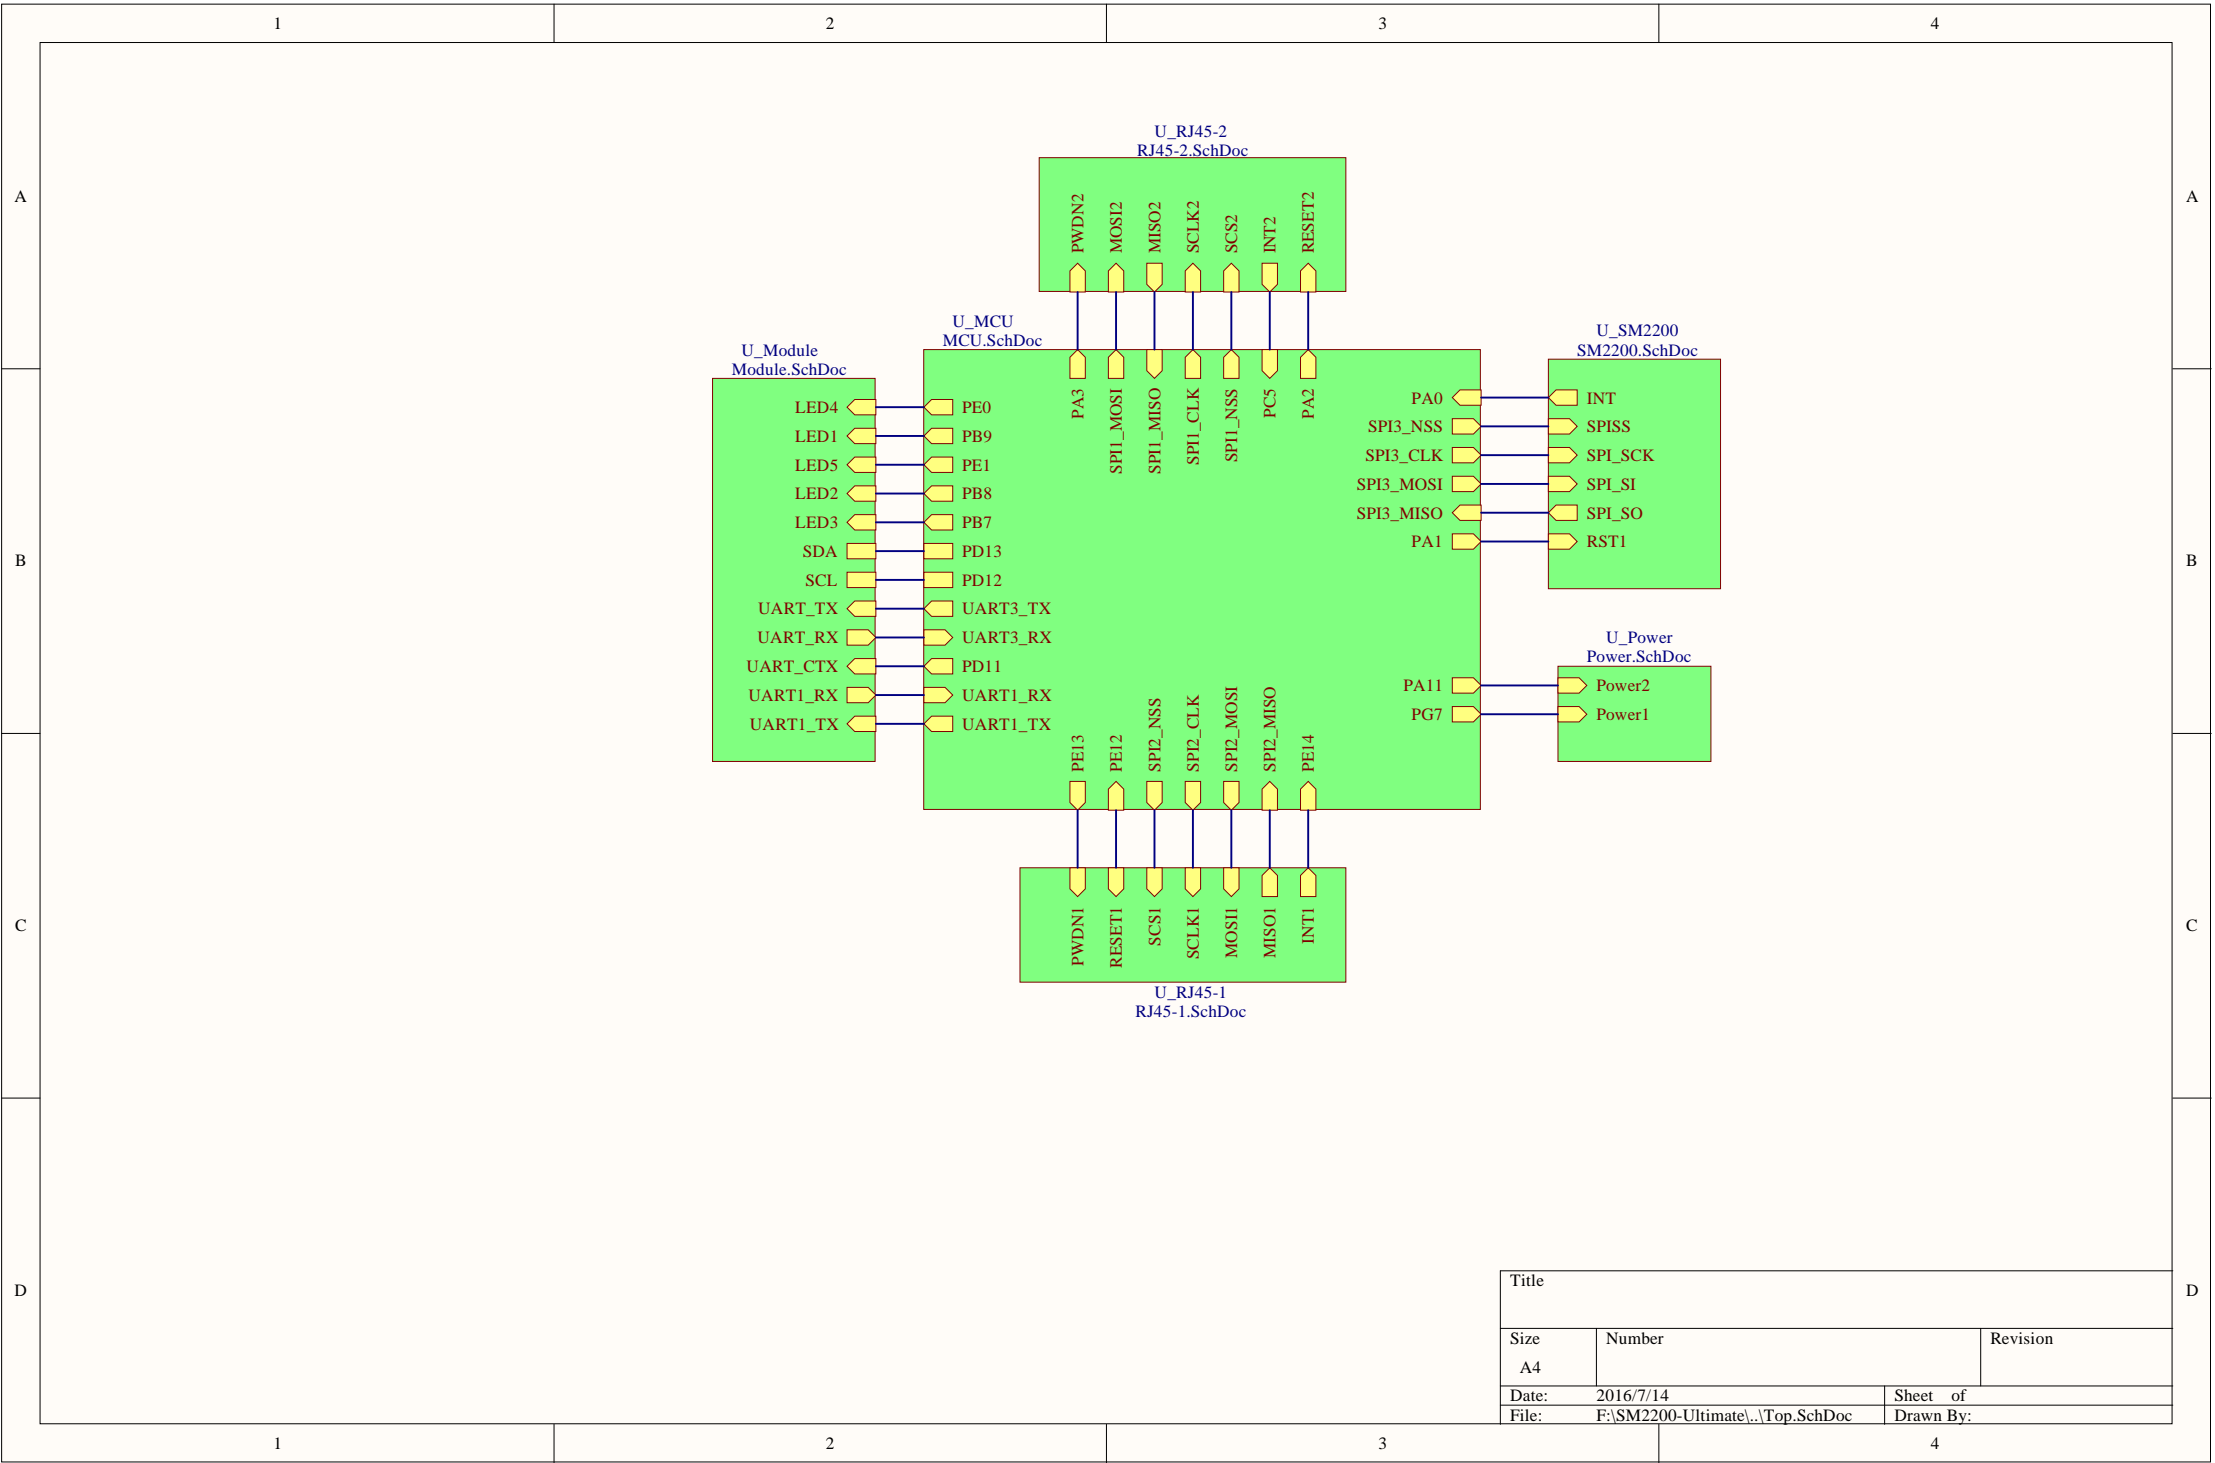 1 2 3 4
A A
U_RJ45-2
RJ45-2.SchDoc
PWDN2
MOSI2
MISO2
SCLK2
SCS2
INT2
RESET2
U_MCU
MCU.SchDoc
PA3
SPI1_MOSI
SPI1_MISO
SPI1_CLK
SPI1_NSS
PC5
PA2
U_Module
Module.SchDoc
LED4 PE0
LED1 PB9
LED5 PE1
LED2 PB8
LED3 PB7
SDA PD13
SCL PD12
UART_TX UART3_TX
UART_RX UART3_RX
UART_CTX PD11
UART1_RX UART1_RX
UART1_TX UART1_TX
U_SM2200
SM2200.SchDoc
PA0 INT
SPI3_NSS SPISS
SPI3_CLK SPI_SCK
SPI3_MOSI SPI_SI
SPI3_MISO SPI_SO
PA1 RST1
B B
U_Power
Power.SchDoc
PA11 Power2
PG7 Power1
PE13
PE12
SPI2_NSS
SPI2_CLK
SPI2_MOSI
SPI2_MISO
PE14
PWDN1
RESET1
SCS1
SCLK1
MOSI1
MISO1
INT1
U_RJ45-1
RJ45-1.SchDoc
C C
D D
Title
Size Number Revision
A4
Date: 2016/7/14 Sheet of
File: F:\SM2200-Ultimate\..\Top.SchDoc Drawn By:
1 2 3 4